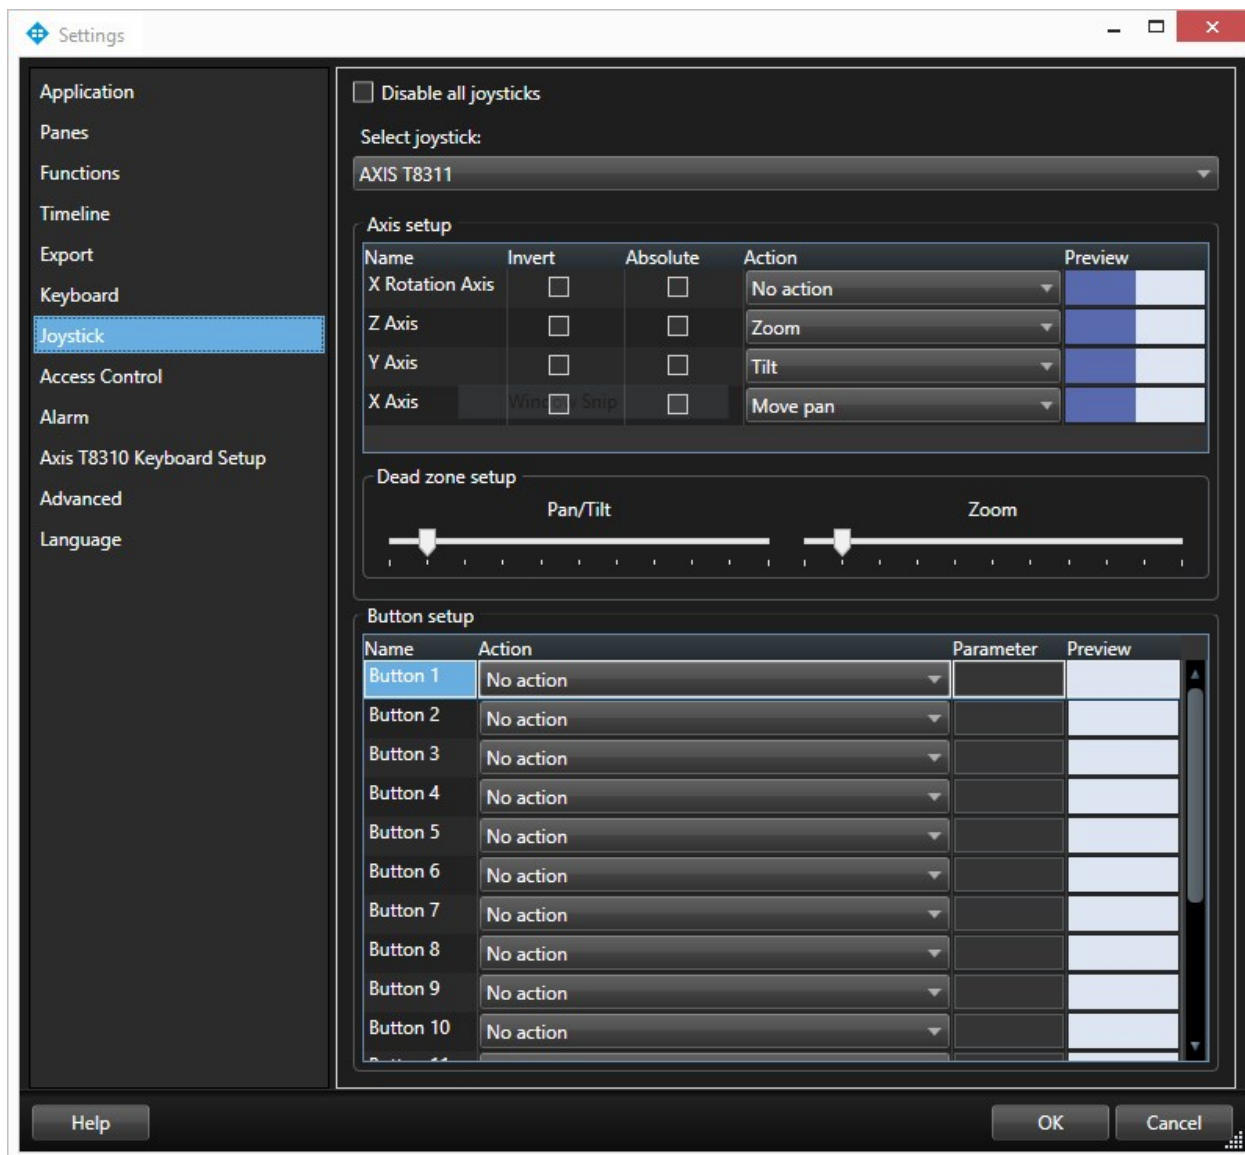 Settings
Application
Panes
Functions
Timeline
Export
Keyboard
Joystick
Access Control
Alarm
Axis T8310 Keyboard Setup
Advanced
Language
Disable all joysticks
Select joystick:
AXIS T8311
Axis setup
Name Invert Absolute Action Preview
X Rotation Axis No action
Z Axis Zoom
Y Axis Tilt
X Axis Move pan
Window Snip
Dead zone setup
Pan/Tilt Zoom
Button setup
Name Action Parameter Preview
Button 1 No action
Button 2 No action
Button 3 No action
Button 4 No action
Button 5 No action
Button 6 No action
Button 7 No action
Button 8 No action
Button 9 No action
Button 10 No action
Help OK Cancel